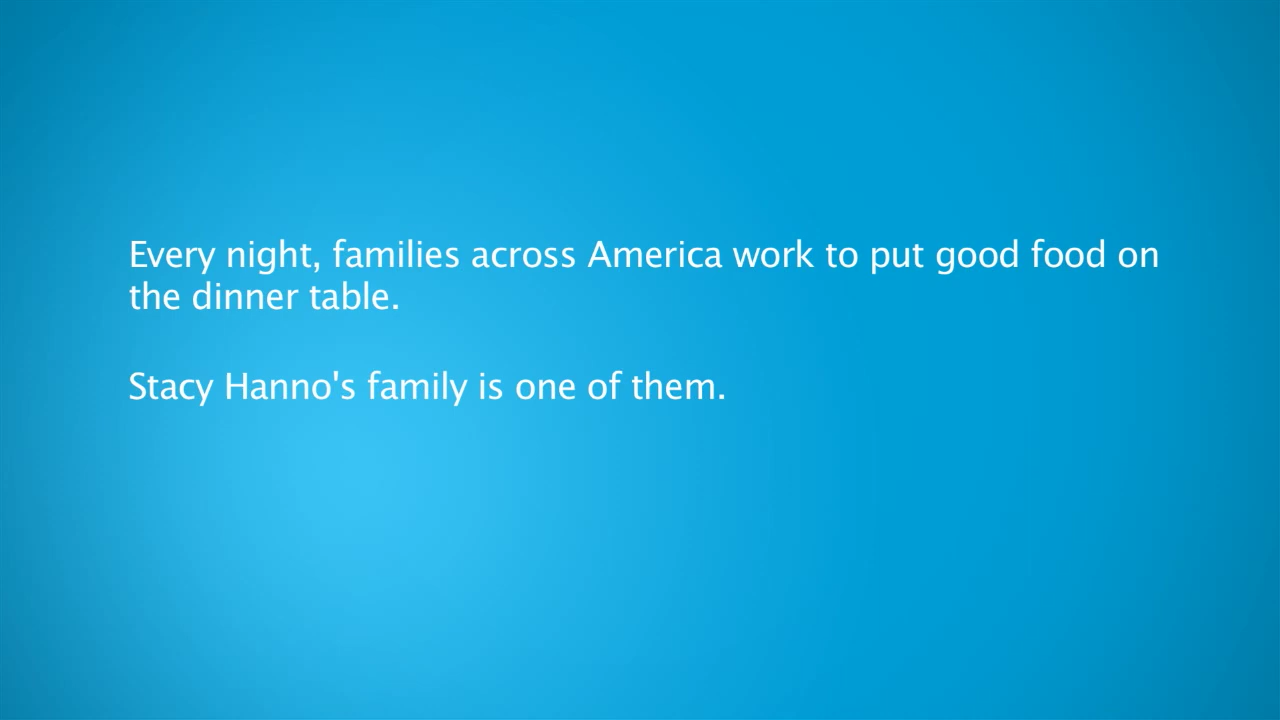 Every night, families across America work to put good food on
the dinner table.
Stacy Hanno's family is one of them.